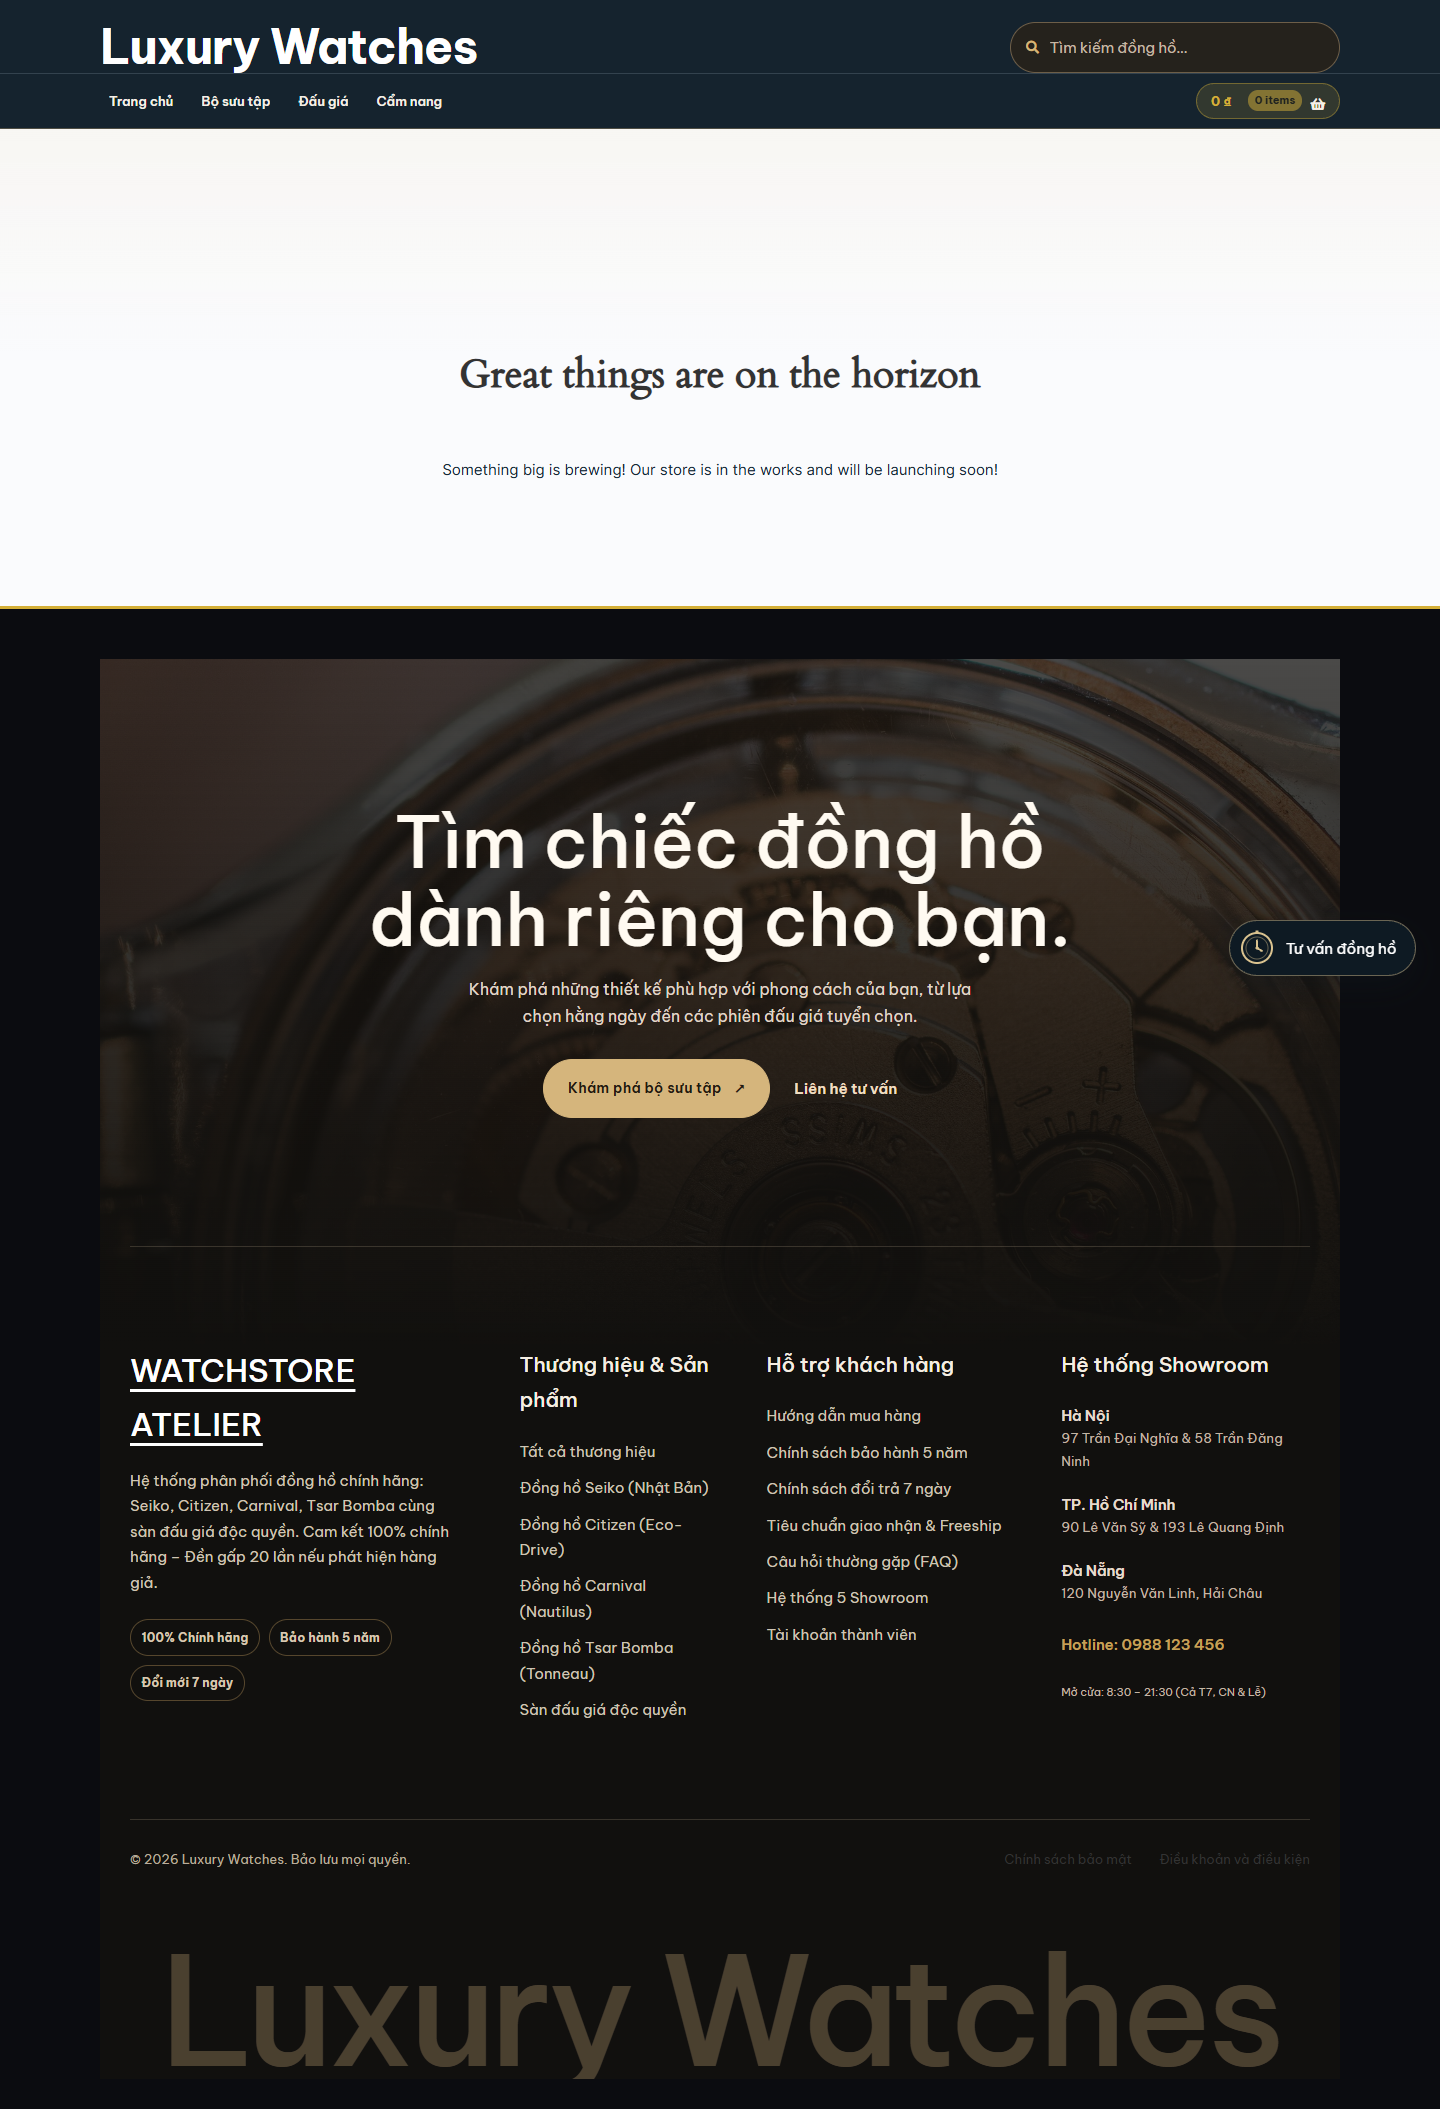 Luxury Watches
Tìm kiếm đồng hồ...
Trang chủ Bộ sưu tập Đấu giá Cẩm nang
0 ₫ 0 items
Great things are on the horizon
Something big is brewing! Our store is in the works and will be launching soon!
Tìm chiếc đồng hồ
dành riêng cho bạn.
Tư vấn đồng hồ
Khám phá những thiết kế phù hợp với phong cách của bạn, từ lựa
chọn hằng ngày đến các phiên đấu giá tuyển chọn.
Khám phá bộ sưu tập ↗ Liên hệ tư vấn
WATCHSTORE
ATELIER
Hệ thống phân phối đồng hồ chính hãng:
Seiko, Citizen, Carnival, Tsar Bomba cùng
sàn đấu giá độc quyền. Cam kết 100% chính
hãng – Đền gấp 20 lần nếu phát hiện hàng
giả.
100% Chính hãng Bảo hành 5 năm
Đổi mới 7 ngày
Thương hiệu & Sản
phẩm
Tất cả thương hiệu
Đồng hồ Seiko (Nhật Bản)
Đồng hồ Citizen (Eco-
Drive)
Đồng hồ Carnival
(Nautilus)
Đồng hồ Tsar Bomba
(Tonneau)
Sàn đấu giá độc quyền
Hỗ trợ khách hàng
Hướng dẫn mua hàng
Chính sách bảo hành 5 năm
Chính sách đổi trả 7 ngày
Tiêu chuẩn giao nhận & Freeship
Câu hỏi thường gặp (FAQ)
Hệ thống 5 Showroom
Tài khoản thành viên
Hệ thống Showroom
Hà Nội
97 Trần Đại Nghĩa & 58 Trần Đăng
Ninh
TP. Hồ Chí Minh
90 Lê Văn Sỹ & 193 Lê Quang Định
Đà Nẵng
120 Nguyễn Văn Linh, Hải Châu
Hotline: 0988 123 456
Mở cửa: 8:30 – 21:30 (Cả T7, CN & Lễ)
© 2026 Luxury Watches. Bảo lưu mọi quyền.
Chính sách bảo mật Điều khoản và điều kiện
Luxury Watches